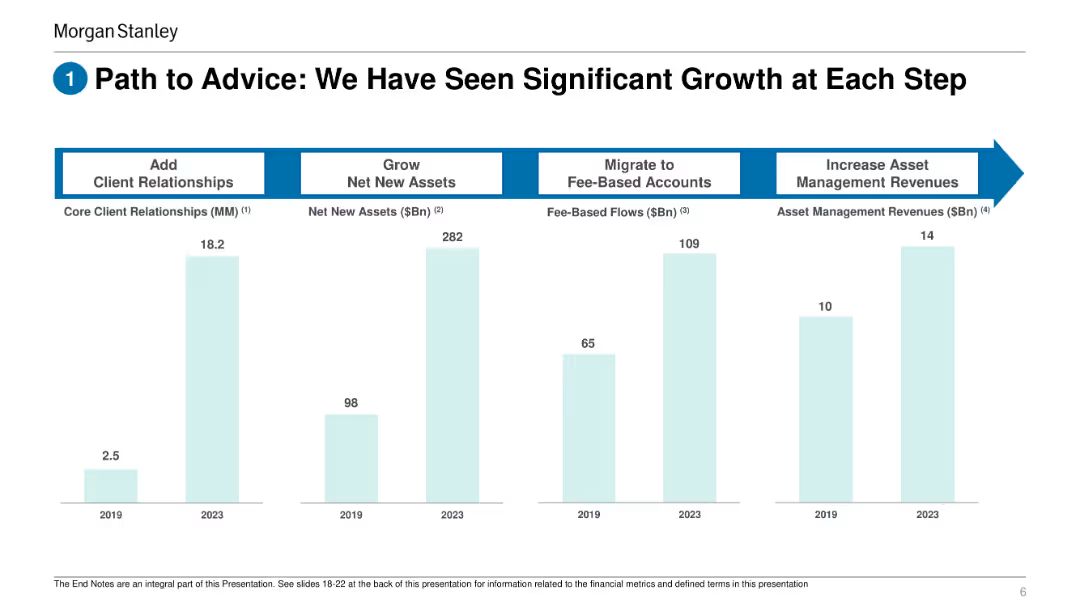 Morgan Stanley
1 Path to Advice: We Have Seen Significant Growth at Each Step
Add
Client Relationships
Grow
Net New Assets
Migrate to
Fee-Based Accounts
Increase Asset
Management Revenues
Core Client Relationships (MM) (1)
2.5
18.2
2019
2023
Net New Assets ($Bn) (2)
98
282
2019
2023
Fee-Based Flows ($Bn) (3)
65
109
2019
2023
Asset Management Revenues ($Bn) (4)
10
14
2019
2023
The End Notes are an integral part of this Presentation. See slides 18-22 at the back of this presentation for information related to the financial metrics and defined terms in this presentation
6